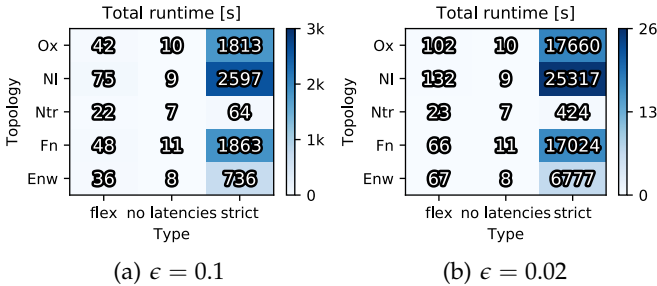 Total runtime [s]
Topology
Ox 42 10 1813
Nl 75 9 2597
Ntr 22 7 64
Fn 48 11 1863
Enw 36 8 736
flex no latencies strict
Type
3k
2k
1k
0
(a) ϵ = 0.1
Total runtime [s]
Topology
Ox 102 10 17660
Nl 132 9 25317
Ntr 23 7 424
Fn 66 11 17024
Enw 67 8 6777
flex no latencies strict
Type
26
13
0
(b) ϵ = 0.02